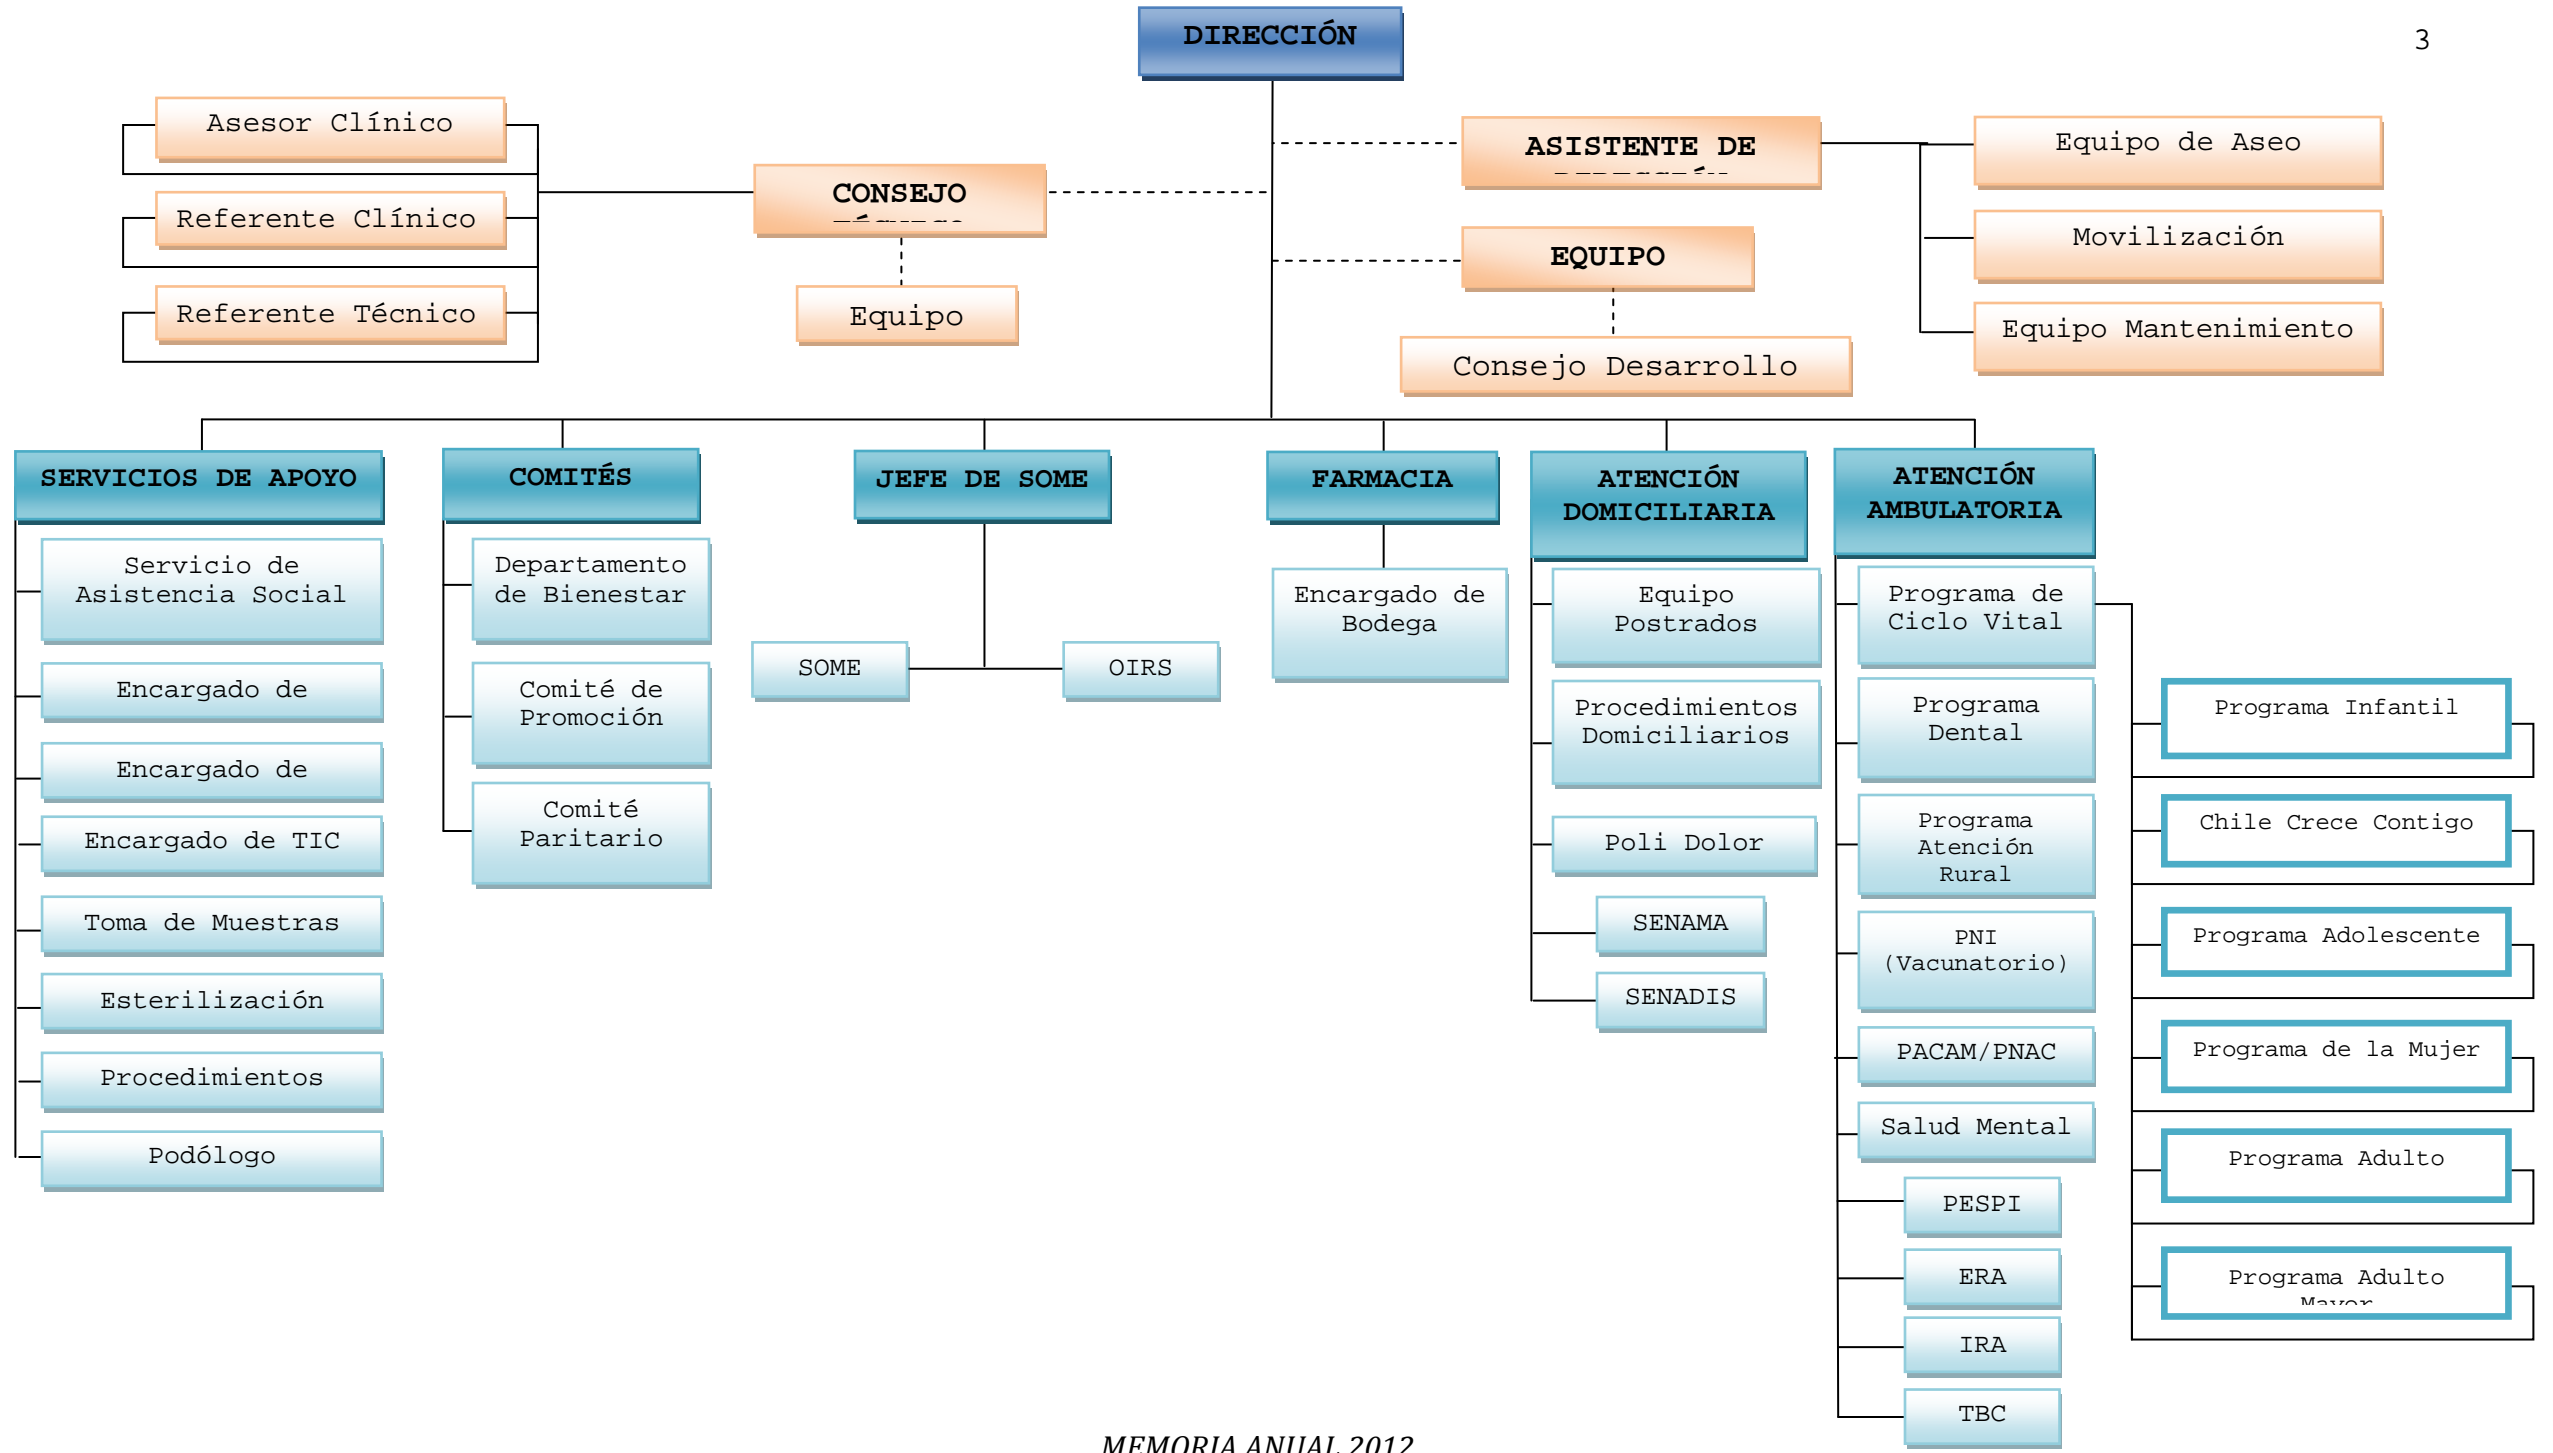 3
DIRECCIÓN
Asesor Clínico
Referente Clínico
Referente Técnico
CONSEJO
Equipo
ASISTENTE DE
EQUIPO
Consejo Desarrollo
Equipo de Aseo
Movilización
Equipo Mantenimiento
SERVICIOS DE APOYO
Servicio de
Asistencia Social
Encargado de
Encargado de
Encargado de TIC
Toma de Muestras
Esterilización
Procedimientos
Podólogo
COMITÉS
Departamento
de Bienestar
Comité de
Promoción
Comité
Paritario
JEFE DE SOME
SOME
OIRS
FARMACIA
Encargado de
Bodega
ATENCIÓN
DOMICILIARIA
Equipo
Postrados
Procedimientos
Domiciliarios
Poli Dolor
SENAMA
SENADIS
ATENCIÓN
AMBULATORIA
Programa de
Ciclo Vital
Programa
Dental
Programa
Atención
Rural
PNI
(Vacunatorio)
PACAM/PNAC
Salud Mental
PESPI
ERA
IRA
TBC
Programa Infantil
Chile Crece Contigo
Programa Adolescente
Programa de la Mujer
Programa Adulto
Programa Adulto
Mayor
MEMORIA ANUAL 2012